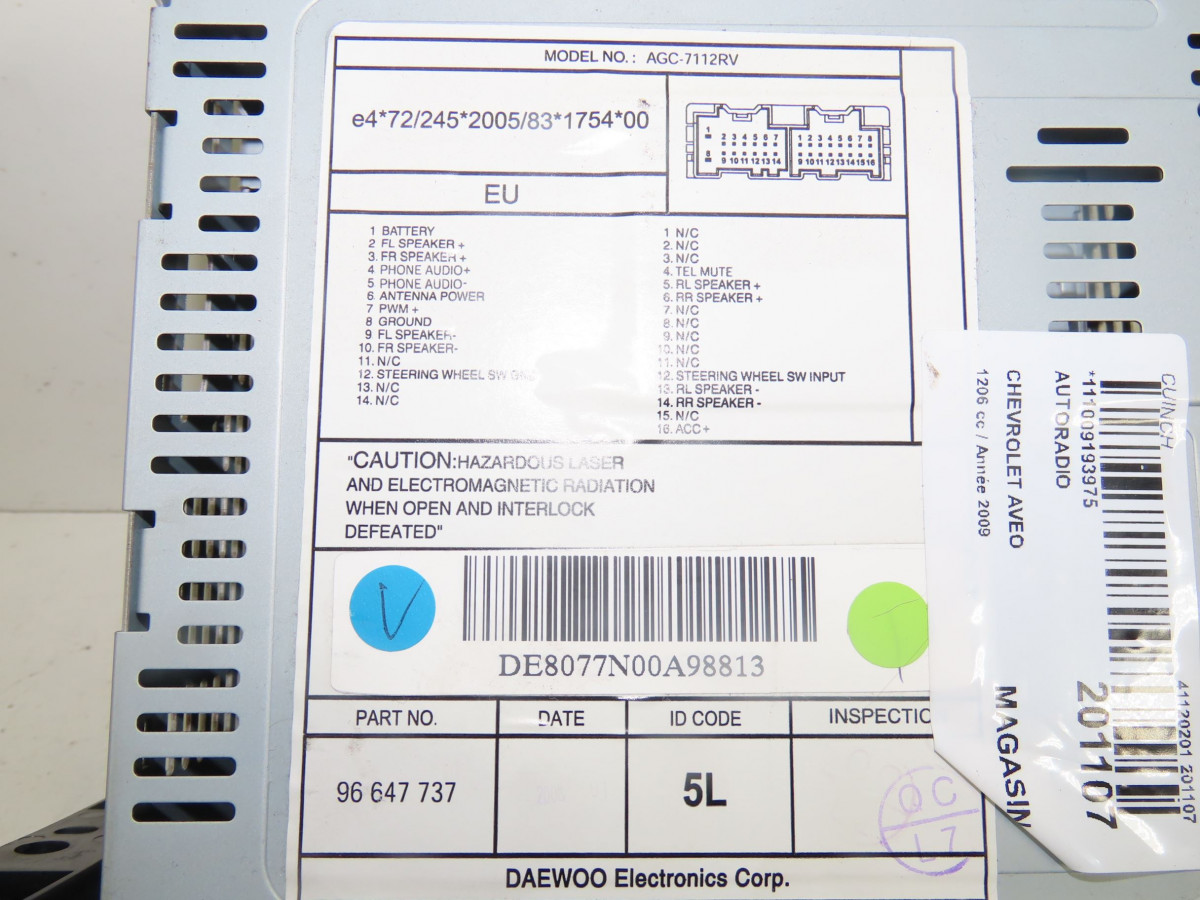 MODEL NO. : AGC-7112RV
e4*72/245*2005/83*1754*00
1 2 3 4 5 6 7 1 2 3 4 5 6 7 8
8 9 10 11 12 13 14 9 10 11 12 13 14 15 16
EU
1 BATTERY
2 FL SPEAKER +
3. FR SPEAKER +
4 PHONE AUDIO+
5 PHONE AUDIO-
6. ANTENNA POWER
7 PWM +
8 GROUND
9 FL SPEAKER-
10. FR SPEAKER-
11. N/C
12. STEERING WHEEL SW
13. N/C
14. N/C
1 N/C
2. N/C
3. N/C
4. TEL MUTE
5. RL SPEAKER +
6. RR SPEAKER +
7. N/C
8. N/C
9. N/C
10. N/C
11. N/C
12. STEERING WHEEL SW INPUT
13. RL SPEAKER -
14. RR SPEAKER -
15. N/C
16. ACC+
"CAUTION:HAZARDOUS LASER
AND ELECTROMAGNETIC RADIATION
WHEN OPEN AND INTERLOCK
DEFEATED"
V
T
DE8077N00A98813
PART NO. DATE ID CODE INSPECTIO
96 647 737 5L
QC
L7
DAEWOO Electronics Corp.
CUINCH
*111009193975
AUTORADIO
CHEVROLET AVEO
1206 cc / Année 2009
41120201 201107
201107
MAGASIN